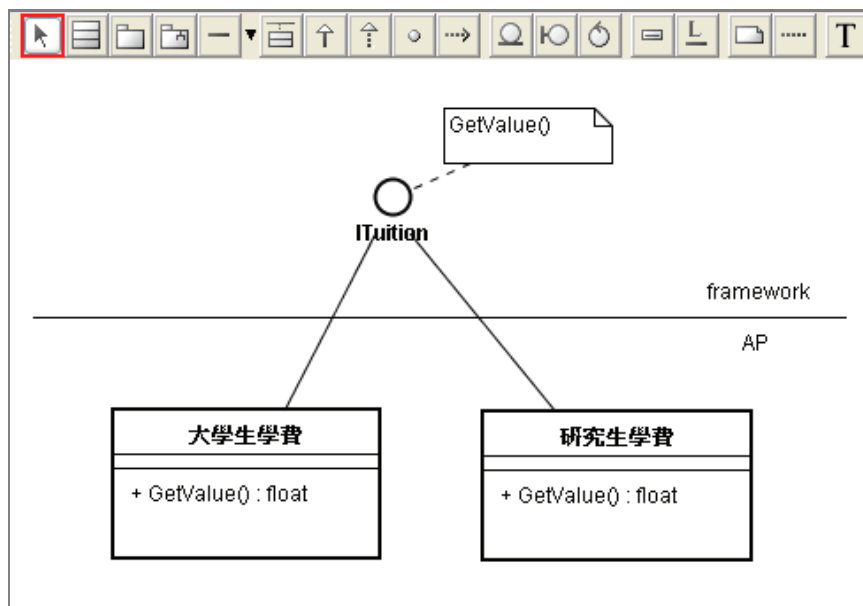 L T
GetValue()
ITuition
framework
AP
大學生學費
研究生學費
+ GetValue() : float
+ GetValue() : float